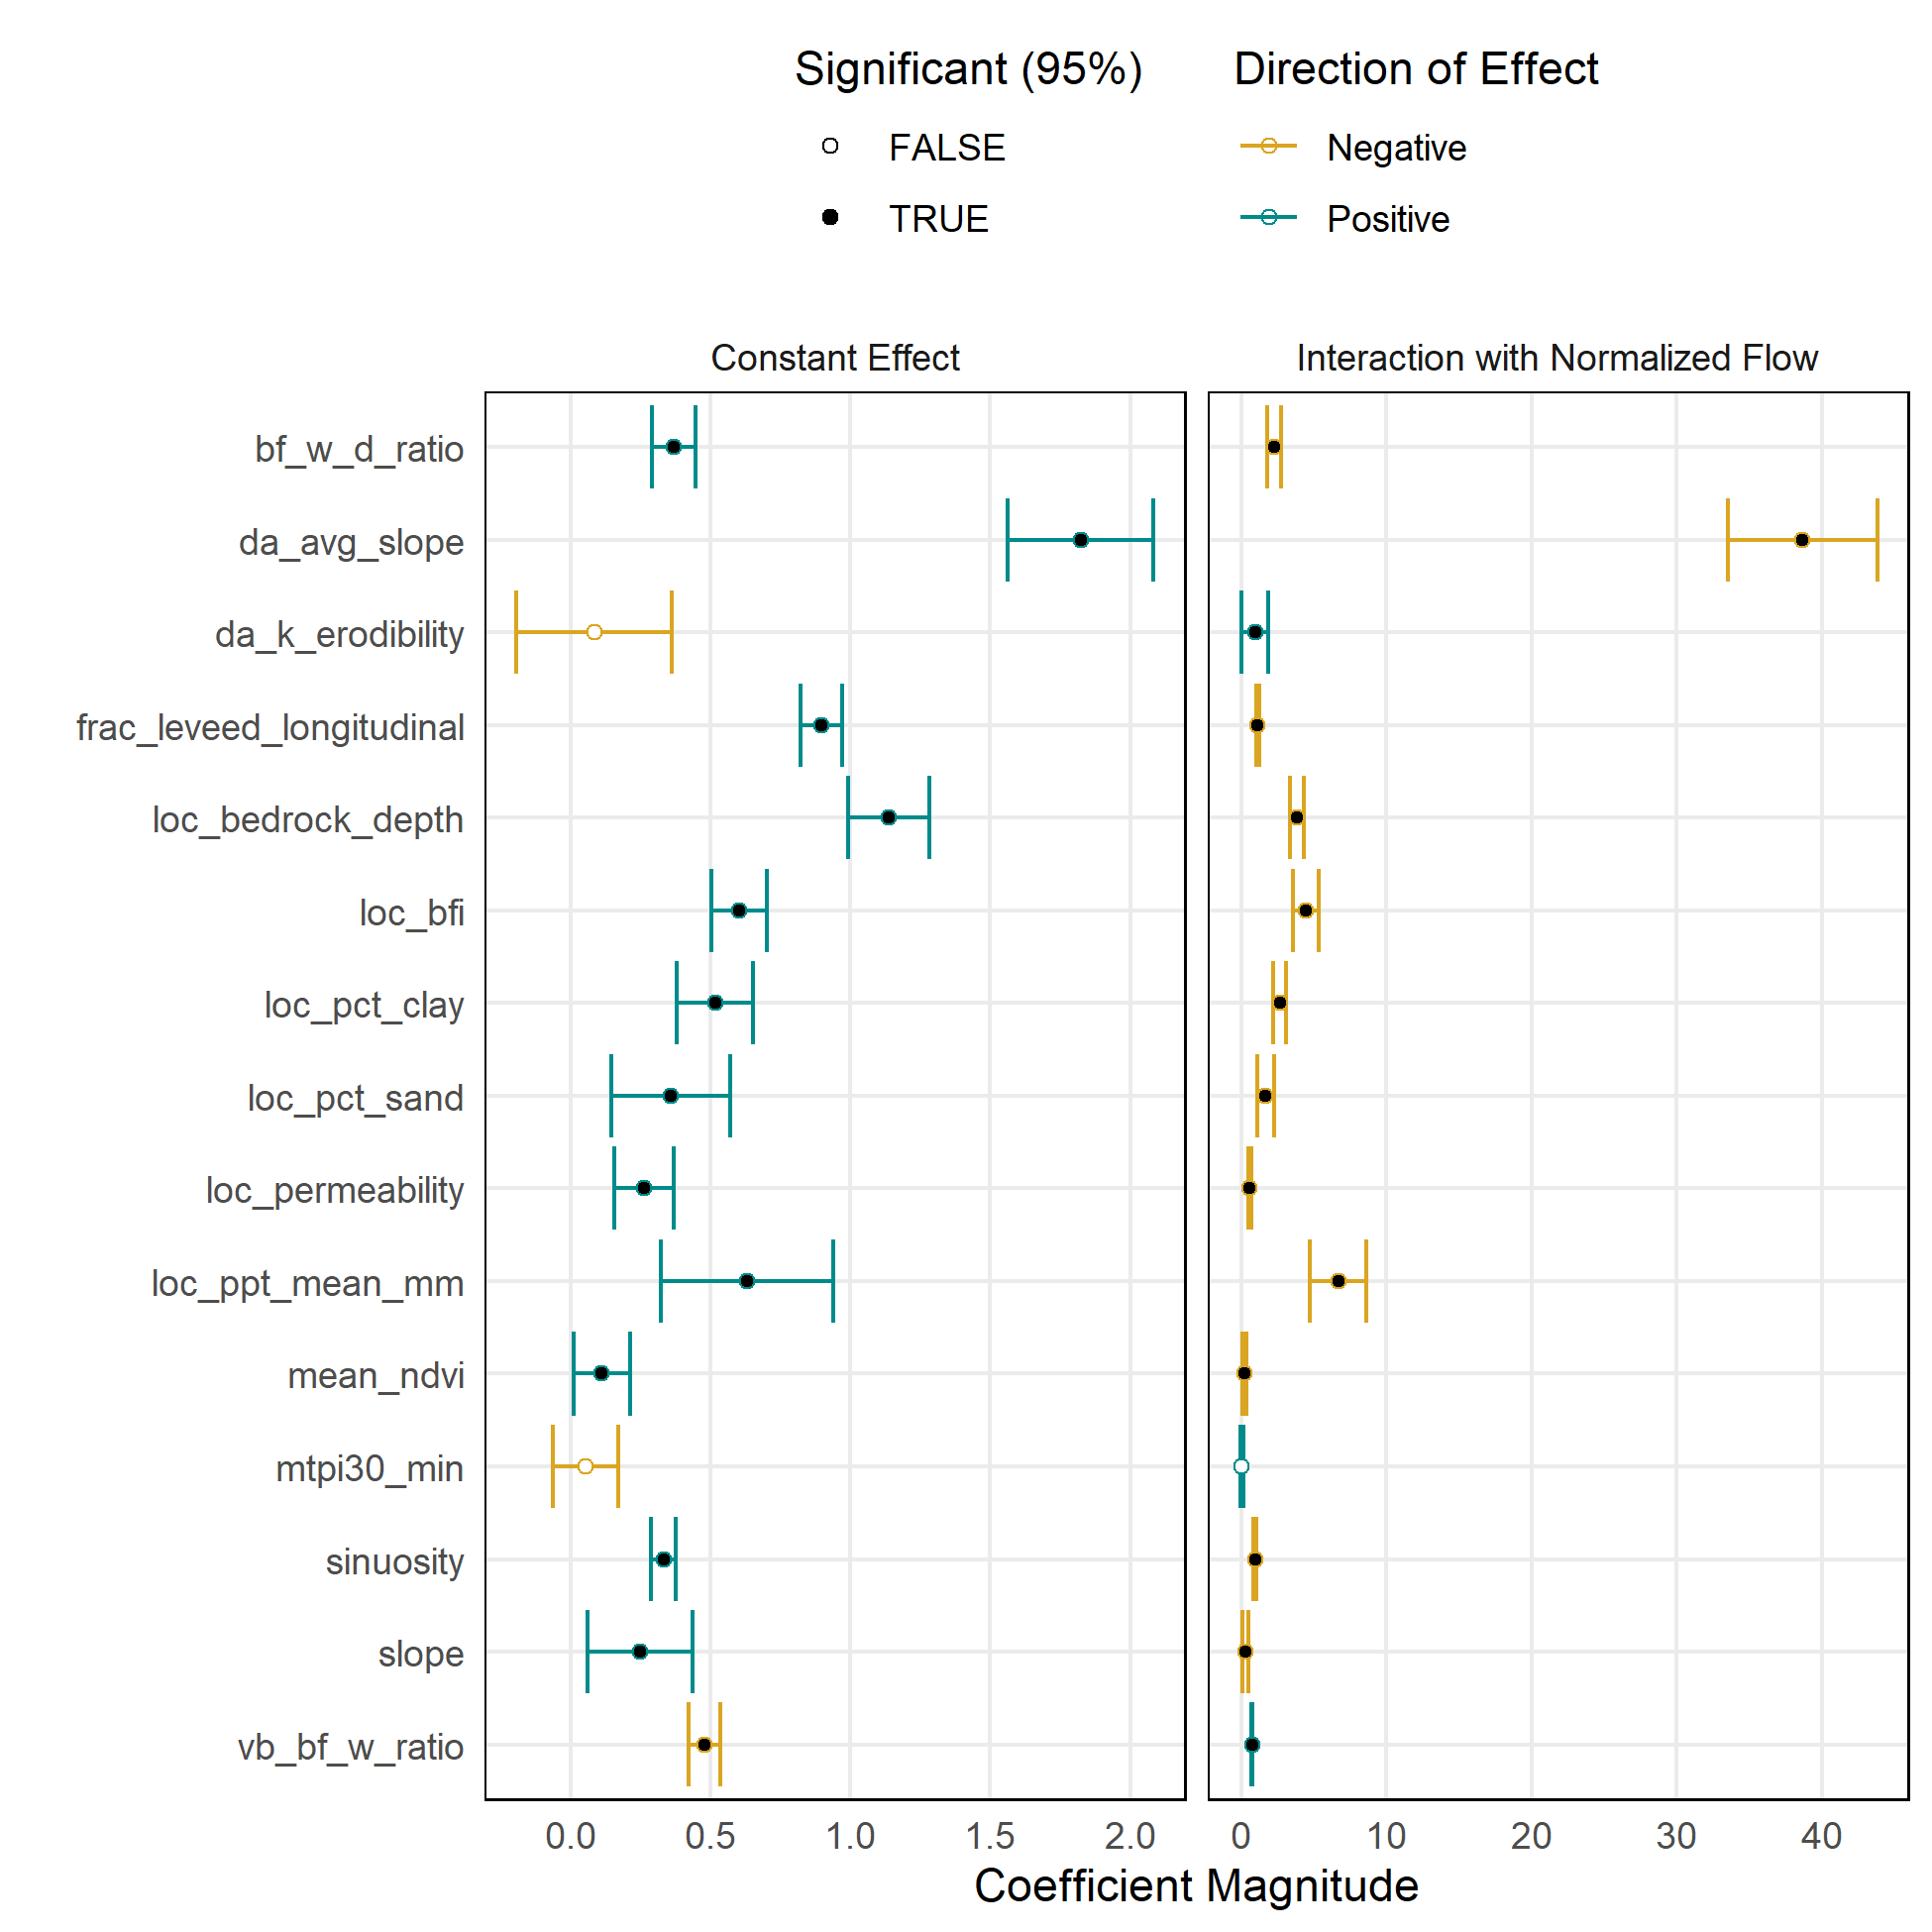 Significant (95%)
FALSE
TRUE
Direction of Effect
Negative
Positive
Constant Effect
Interaction with Normalized Flow
bf_w_d_ratio
da_avg_slope
da_k_erodibility
frac_leveed_longitudinal
loc_bedrock_depth
loc_bfi
loc_pct_clay
loc_pct_sand
loc_permeability
loc_ppt_mean_mm
mean_ndvi
mtpi30_min
sinuosity
slope
vb_bf_w_ratio
0.0 0.5 1.0 1.5 2.0
0 10 20 30 40
Coefficient Magnitude